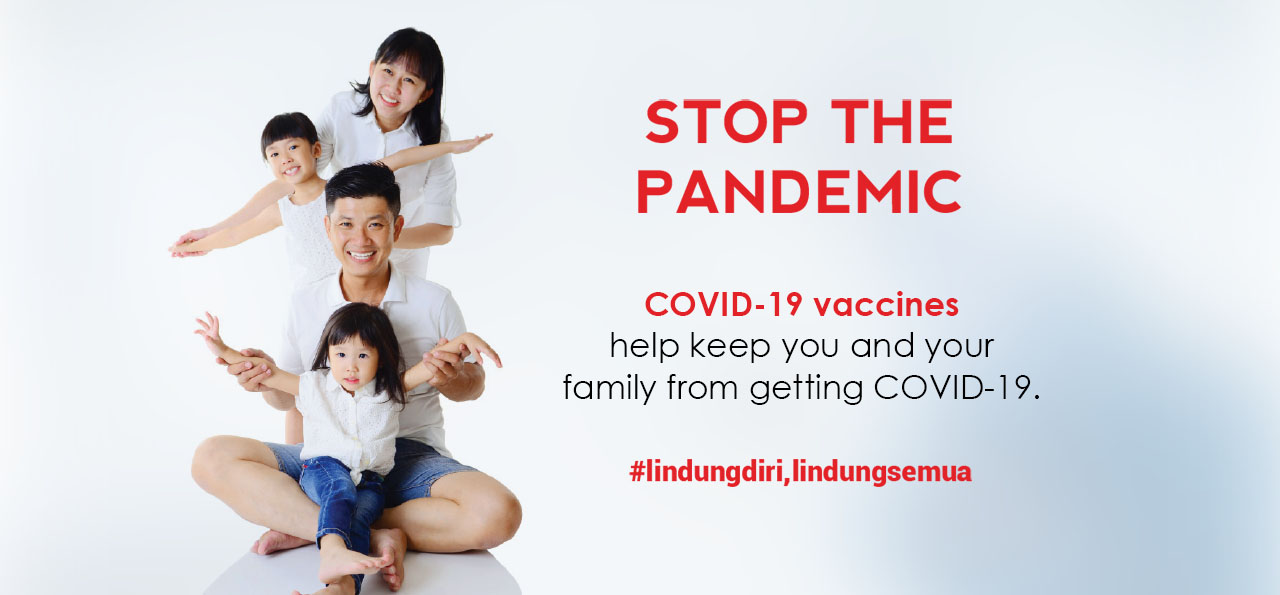 STOP THE
PANDEMIC
COVID-19 vaccines
help keep you and your
family from getting COVID-19.
#lindungdiri,lindungsemua